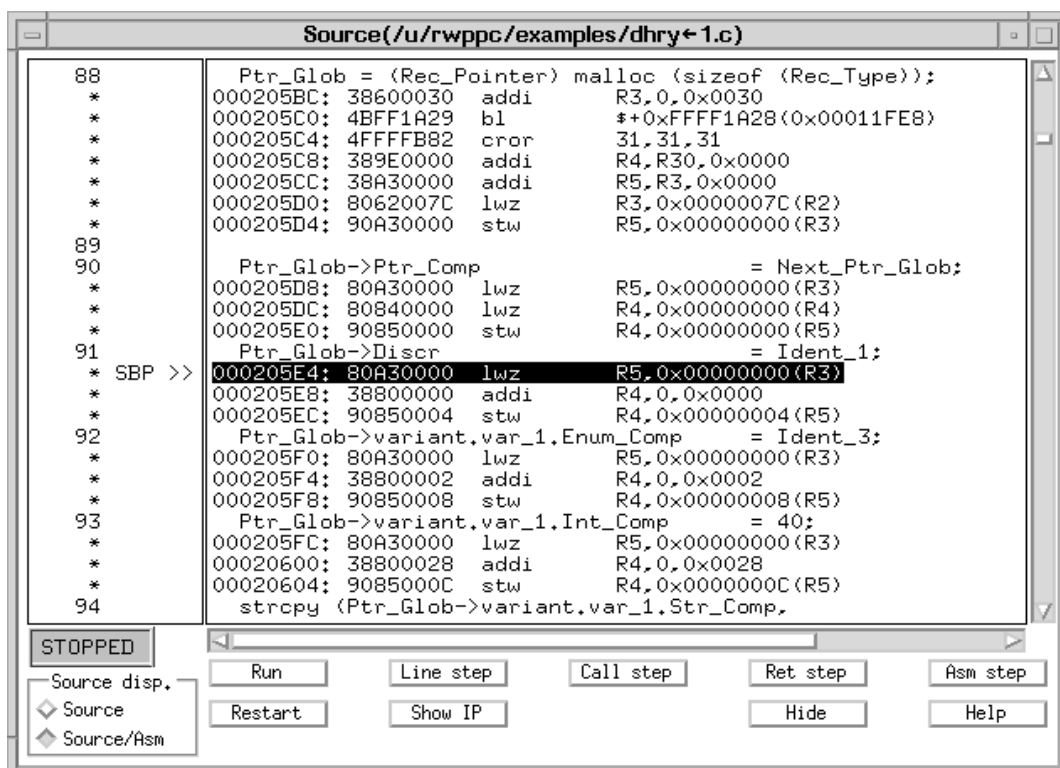 Source(/u/rwppc/examples/dhry←1.c)
88 Ptr_Glob = (Rec_Pointer) malloc (sizeof (Rec_Type));
* 000205BC: 38600030 addi R3,0,0x0030
* 000205C0: 4BFF1A29 bl $+0xFFFF1A28(0x00011FE8)
* 000205C4: 4FFFFB82 cror 31,31,31
* 000205C8: 389E0000 addi R4,R30,0x0000
* 000205CC: 38A30000 addi R5,R3,0x0000
* 000205D0: 8062007C lwz R3,0x0000007C(R2)
* 000205D4: 90A30000 stw R5,0x00000000(R3)
89
90 Ptr_Glob->Ptr_Comp = Next_Ptr_Glob;
* 000205D8: 80A30000 lwz R5,0x00000000(R3)
* 000205DC: 80840000 lwz R4,0x00000000(R4)
* 000205E0: 90850000 stw R4,0x00000000(R5)
91 Ptr_Glob->Discr = Ident_1;
* SBP >> 000205E4: 80A30000 lwz R5,0x00000000(R3)
* 000205E8: 38800000 addi R4,0,0x0000
* 000205EC: 90850004 stw R4,0x00000004(R5)
92 Ptr_Glob->variant.var_1.Enum_Comp = Ident_3;
* 000205F0: 80A30000 lwz R5,0x00000000(R3)
* 000205F4: 38800002 addi R4,0,0x0002
* 000205F8: 90850008 stw R4,0x00000008(R5)
93 Ptr_Glob->variant.var_1.Int_Comp = 40;
* 000205FC: 80A30000 lwz R5,0x00000000(R3)
* 00020600: 38800028 addi R4,0,0x0028
* 00020604: 9085000C stw R4,0x0000000C(R5)
94 strcpy (Ptr_Glob->variant.var_1.Str_Comp,
STOPPED
Source disp.
Source
Source/Asm
Run Line step Call step Ret step Asm step
Restart Show IP Hide Help